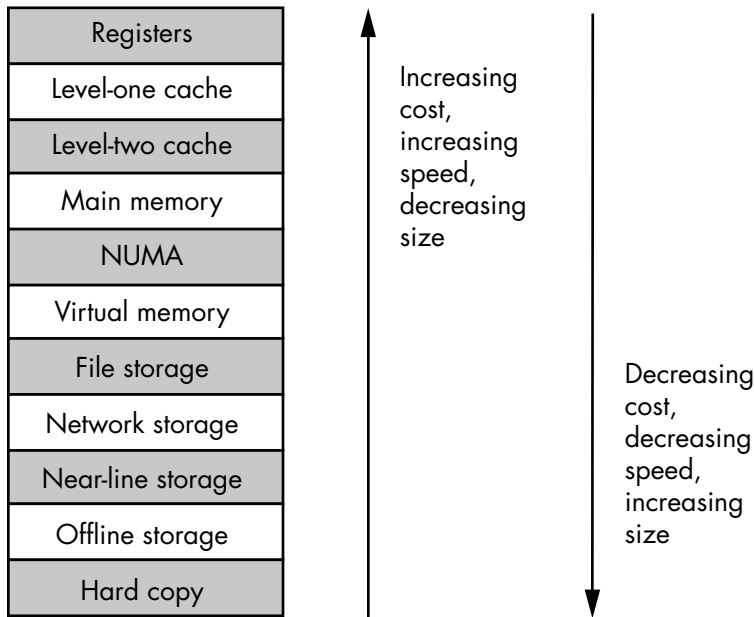 Registers
Level-one cache
Level-two cache
Main memory
NUMA
Virtual memory
File storage
Network storage
Near-line storage
Offline storage
Hard copy
Increasing
cost,
increasing
speed,
decreasing
size
Decreasing
cost,
decreasing
speed,
increasing
size